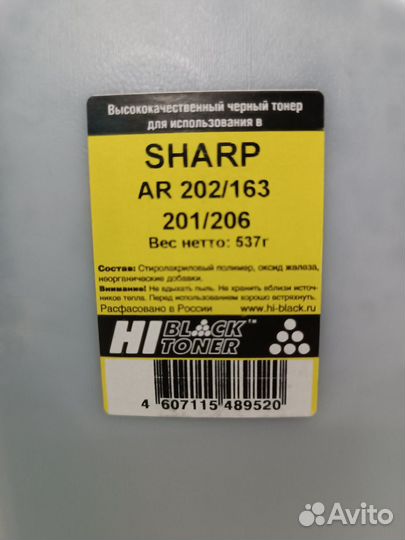 Высококачественный черный тонер
для использования в
SHARP
AR 202/163
201/206
Вес нетто: 537г
Состав: Стиролакриловый полимер, оксид железа,
неорганические добавки.
Внимание! Не вдыхать пыль. Не хранить вблизи источ-
ников тепла. Перед использованием хорошо встряхнуть.
Расфасовано в России www.hi-black.ru
HI BLACK™
TONER
4 607115 489520
Avito